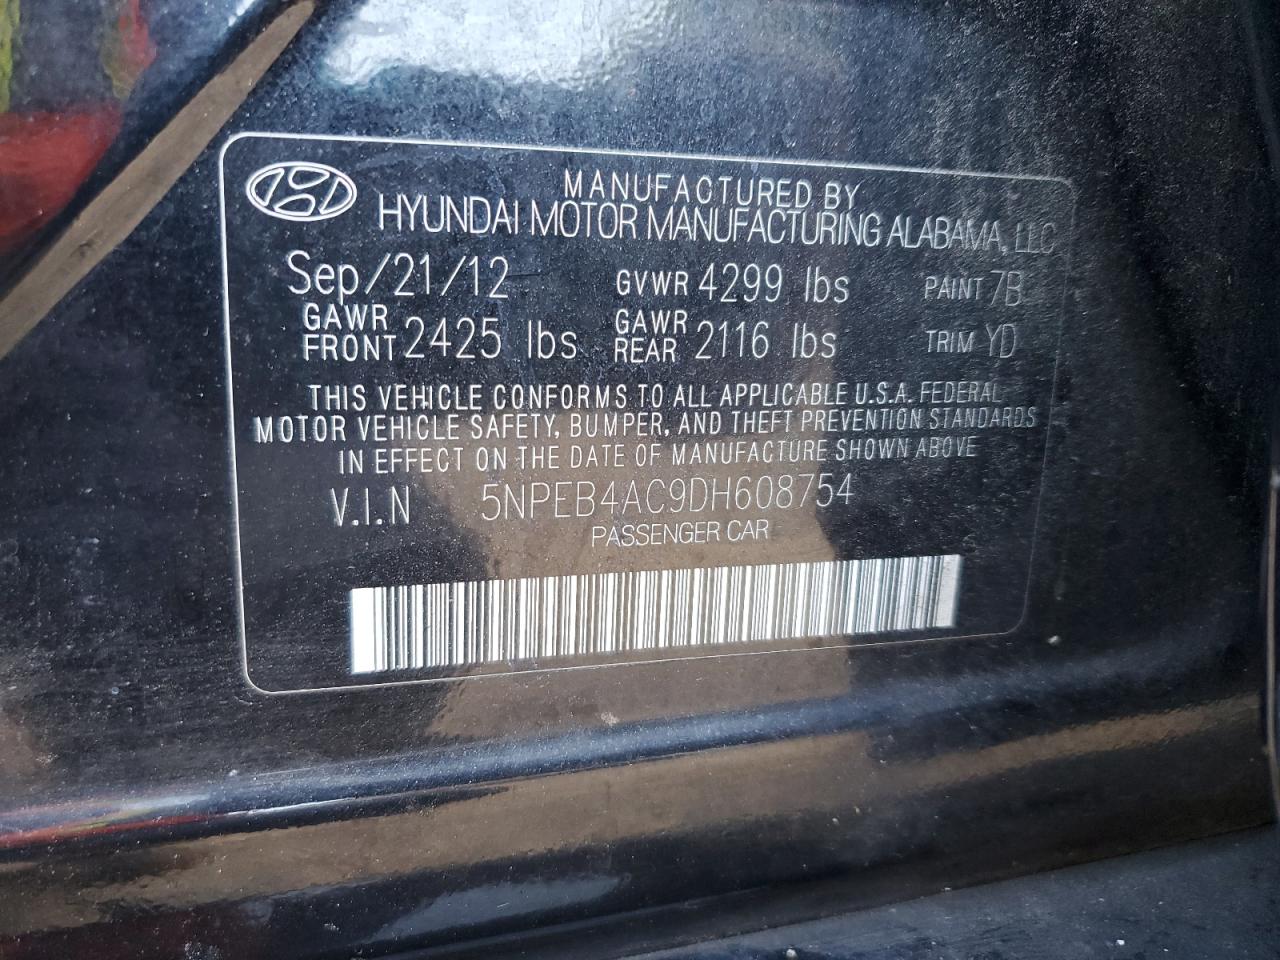 MANUFACTURED BY
HYUNDAI MOTOR MANUFACTURING ALABAMA, LLC
Sep/21/12 GVWR 4299 lbs PAINT 7B
GAWR FRONT 2425 lbs GAWR REAR 2116 lbs TRIM YD
THIS VEHICLE CONFORMS TO ALL APPLICABLE U.S.A. FEDERAL
MOTOR VEHICLE SAFETY, BUMPER, AND THEFT PREVENTION STANDARDS
IN EFFECT ON THE DATE OF MANUFACTURE SHOWN ABOVE
V.I.N 5NPEB4AC9DH608754
PASSENGER CAR